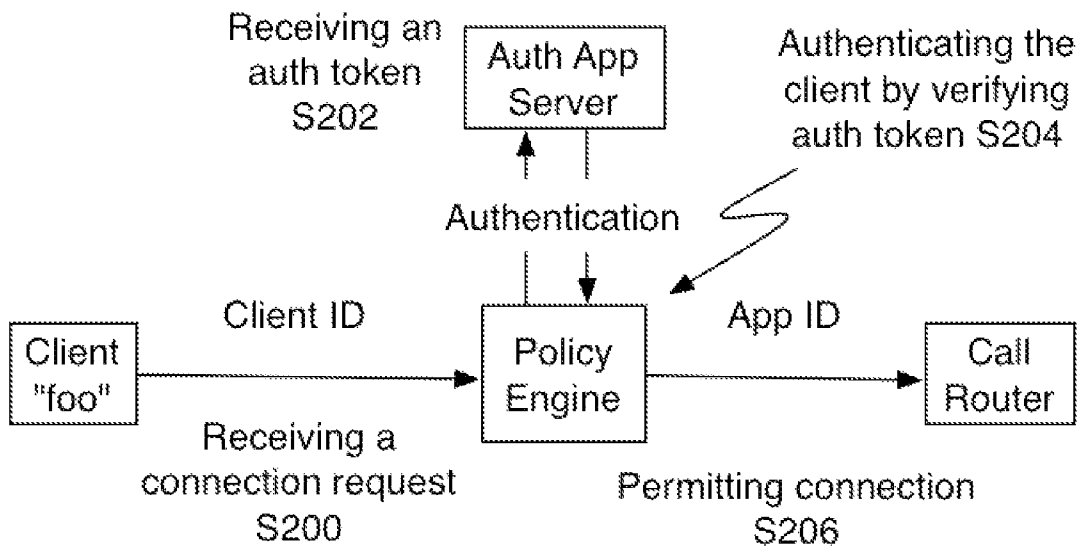 Receiving an
auth token
S202
Auth App
Server
Authenticating the
client by verifying
auth token S204
Authentication
Client ID
App ID
Client
"foo"
Policy
Engine
Call
Router
Receiving a
connection request
S200
Permitting connection
S206